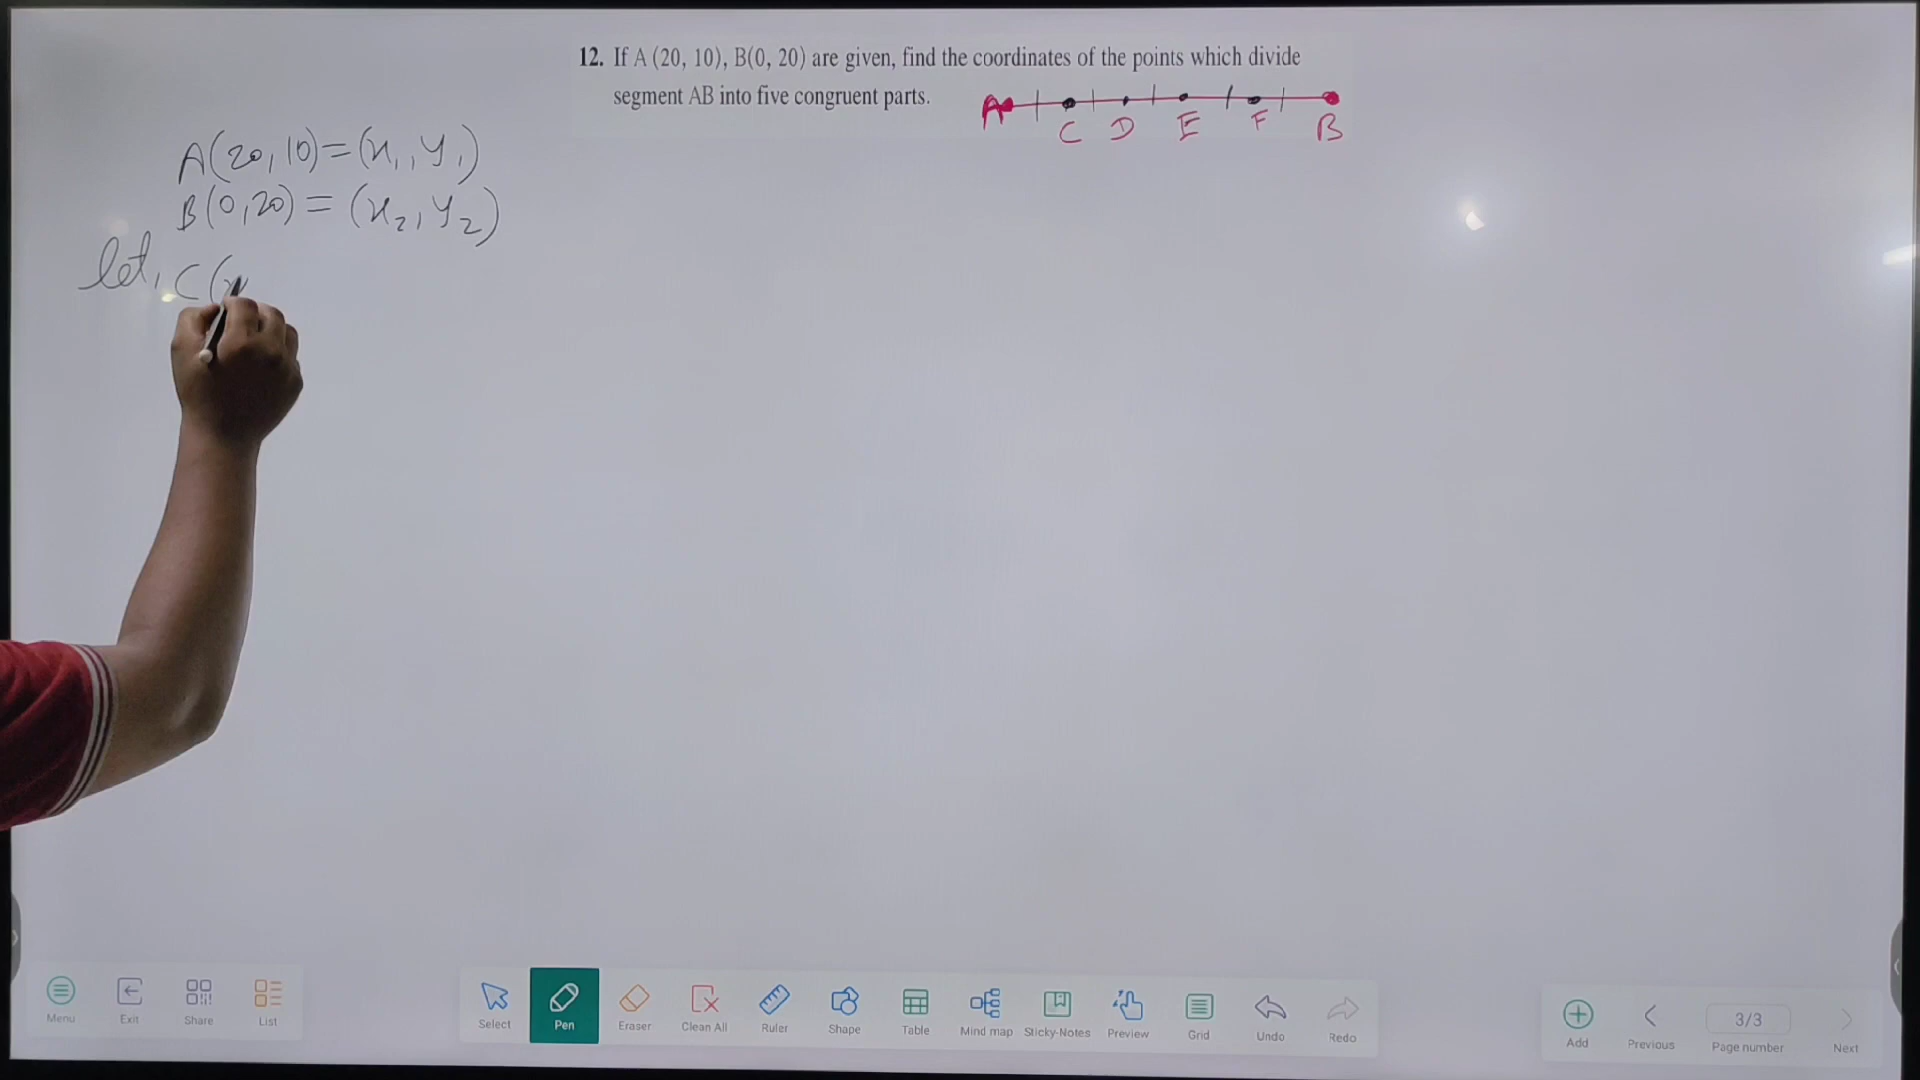 12. If A (20, 10), B(0, 20) are given, find the coordinates of the points which divide
segment AB into five congruent parts.
A C D E F B
A(20,10)=(x₁,y₁)
B(0,20)=(x₂,y₂)
let, C(x
Menu Exit Share List
Select Pen Eraser Clean All Ruler Shape Table Mind map Sticky-Notes Preview Grid Undo Redo
Add Previous 3/3 Page number Next